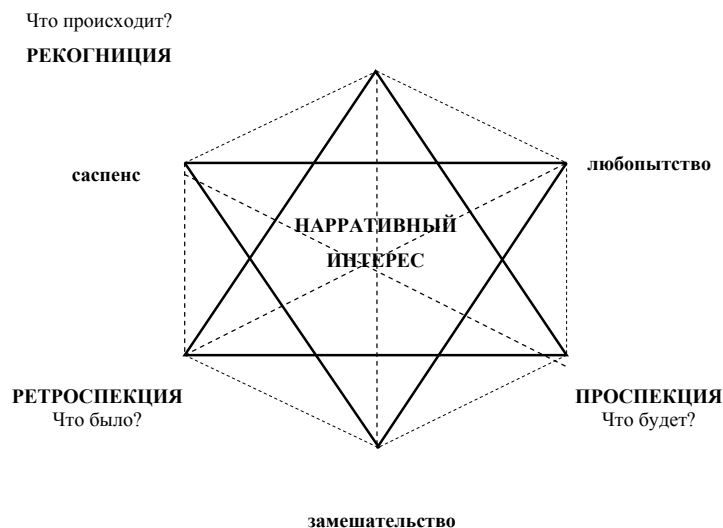 Что происходит?
РЕКОГНИЦИЯ
саспенс
любопытство
НАРРАТИВНЫЙ
ИНТЕРЕС
РЕТРОСПЕКЦИЯ
Что было?
ПРОСПЕКЦИЯ
Что будет?
замешательство